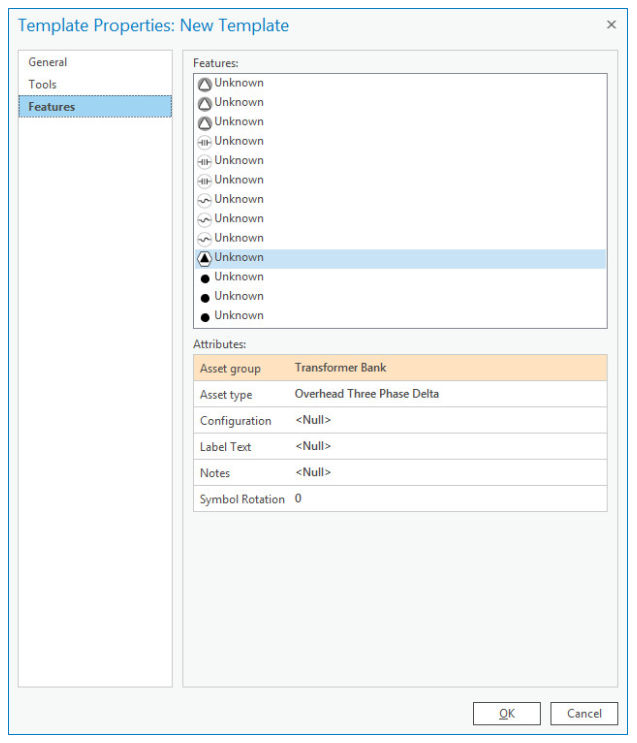 Template Properties: New Template
General
Tools
Features
Features:
Unknown
Unknown
Unknown
Unknown
Unknown
Unknown
Unknown
Unknown
Unknown
Unknown
Unknown
Unknown
Unknown
Attributes:
Asset group Transformer Bank
Asset type Overhead Three Phase Delta
Configuration <Null>
Label Text <Null>
Notes <Null>
Symbol Rotation 0
OK Cancel